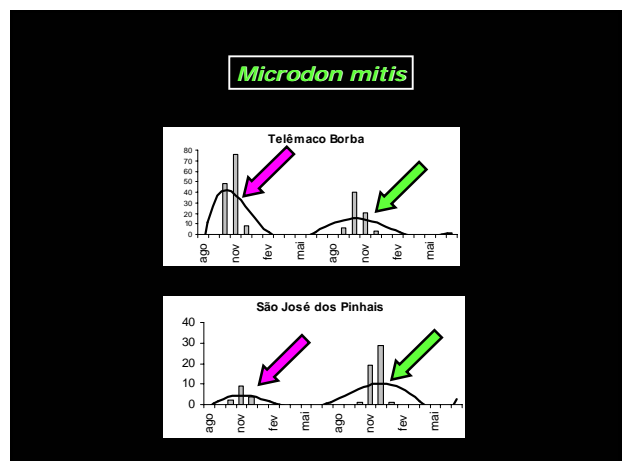 Microdon mitis
Telêmaco Borba
80
70
60
50
40
30
20
10
0
ago nov fev mai ago nov fev mai
São José dos Pinhais
40
30
20
10
0
ago nov fev mai ago nov fev mai